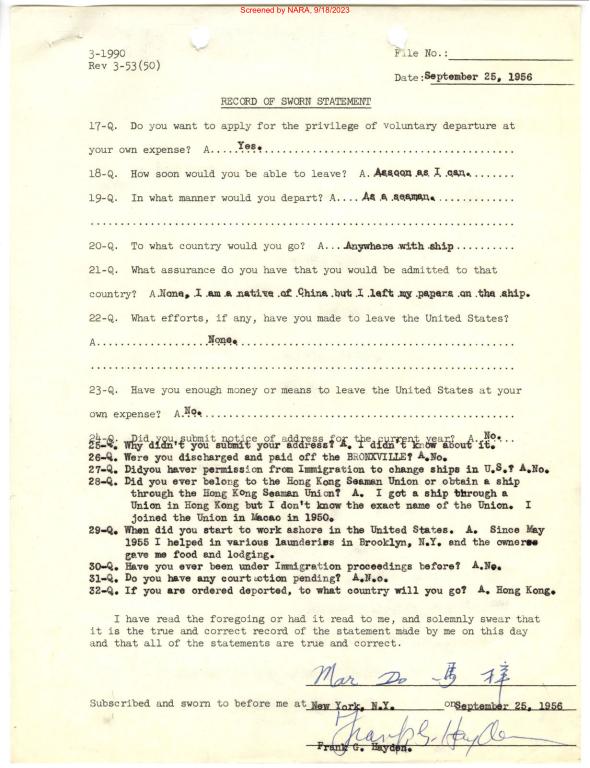 Screened by NARA, 9/18/2023
3-1990
Rev 3-53(50)
File No.:
Date: September 25, 1956
RECORD OF SWORN STATEMENT
17-Q. Do you want to apply for the privilege of voluntary departure at
your own expense? A.....Yes.
18-Q. How soon would you be able to leave? A. Assoon as I can.
19-Q. In what manner would you depart? A.... As a seaman.
20-Q. To what country would you go? A....Anywhere with ship
21-Q. What assurance do you have that you would be admitted to that
country? A.None, I am a native of China but I left my papers on the ship.
22-Q. What efforts, if any, have you made to leave the United States?
A. None.
23-Q. Have you enough money or means to leave the United States at your
own expense? A.No.
24-Q. Did you submit notice of address for the current year? A. No.
25-Q. Why didn't you submit your address? A. I didn't know about it.
26-Q. Were you discharged and paid off the BRONXVILLE? A.No.
27-Q. Didyou haver permission from Immigration to change ships in U.S.? A.No.
28-Q. Did you ever belong to the Hong Kong Seaman Union or obtain a ship
through the Hong Kong Seaman Union? A. I got a ship through a
Union in Hong Kong but I don't know the exact name of the Union. I
joined the Union in Macao in 1950.
29-Q. When did you start to work ashore in the United States. A. Since May
1955 I helped in various launderies in Brooklyn, N.Y. and the owners
gave me food and lodging.
30-Q. Have you ever been under Immigration proceedings before? A.No.
31-Q. Do you have any court action pending? A.N.o.
32-Q. If you are ordered deported, to what country will you go? A. Hong Kong.
I have read the foregoing or had it read to me, and solemnly swear that
it is the true and correct record of the statement made by me on this day
and that all of the statements are true and correct.
Mar Do 馬梓
Subscribed and sworn to before me at New York, N.Y. on September 25, 1956
Frank G. Hayden
Frank G. Hayden.